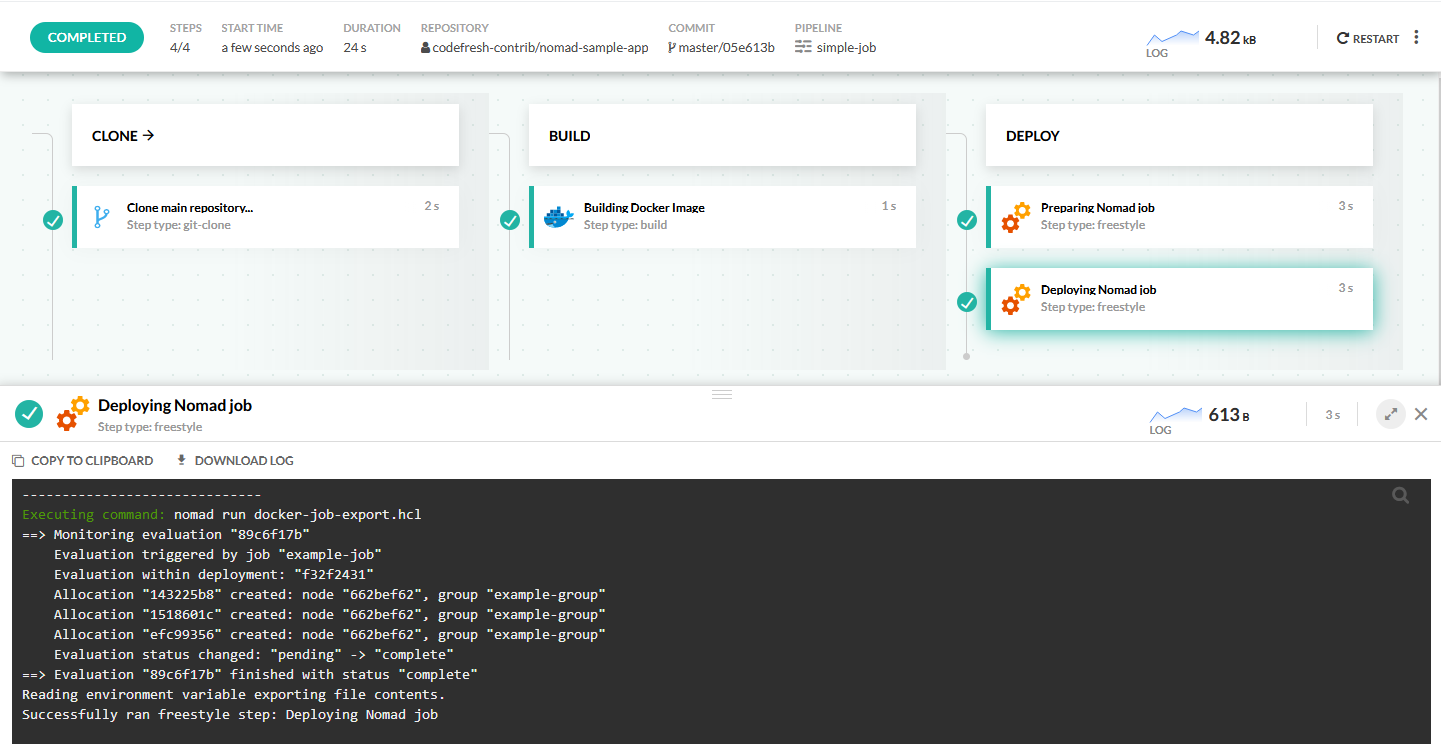 COMPLETED
STEPS
4/4
START TIME
a few seconds ago
DURATION
24 s
REPOSITORY
codefresh-contrib/nomad-sample-app
COMMIT
master/05e613b
PIPELINE
simple-job
LOG
4.82 kB
RESTART
CLONE →
BUILD
DEPLOY
Clone main repository...
2 s
Step type: git-clone
Building Docker Image
1 s
Step type: build
Preparing Nomad job
3 s
Step type: freestyle
Deploying Nomad job
3 s
Step type: freestyle
Deploying Nomad job
Step type: freestyle
LOG
613 B
3 s
COPY TO CLIPBOARD
DOWNLOAD LOG
------------------------------
Executing command: nomad run docker-job-export.hcl
==> Monitoring evaluation "89c6f17b"
    Evaluation triggered by job "example-job"
    Evaluation within deployment: "f32f2431"
    Allocation "143225b8" created: node "662bef62", group "example-group"
    Allocation "1518601c" created: node "662bef62", group "example-group"
    Allocation "efc99356" created: node "662bef62", group "example-group"
    Evaluation status changed: "pending" -> "complete"
==> Evaluation "89c6f17b" finished with status "complete"
Reading environment variable exporting file contents.
Successfully ran freestyle step: Deploying Nomad job